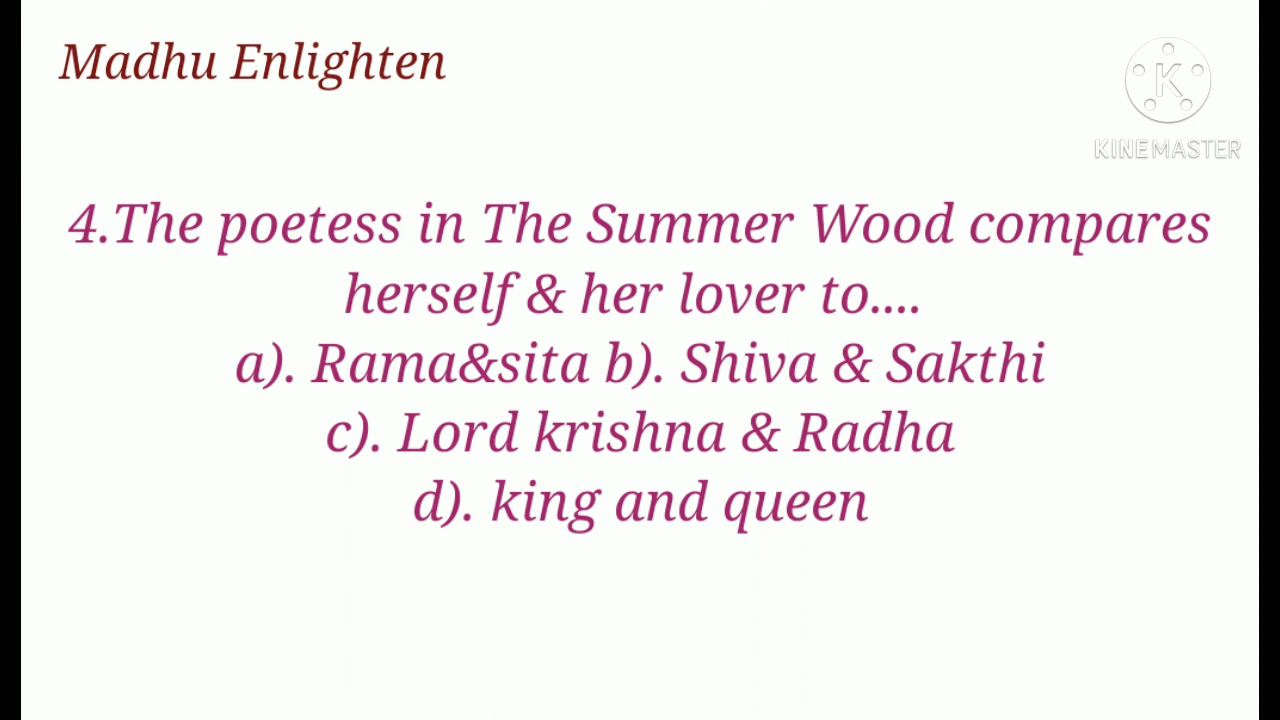 Madhu Enlighten
K
KINEMASTER
4.The poetess in The Summer Wood compares
herself & her lover to....
a). Rama&sita b). Shiva & Sakthi
c). Lord krishna & Radha
d). king and queen